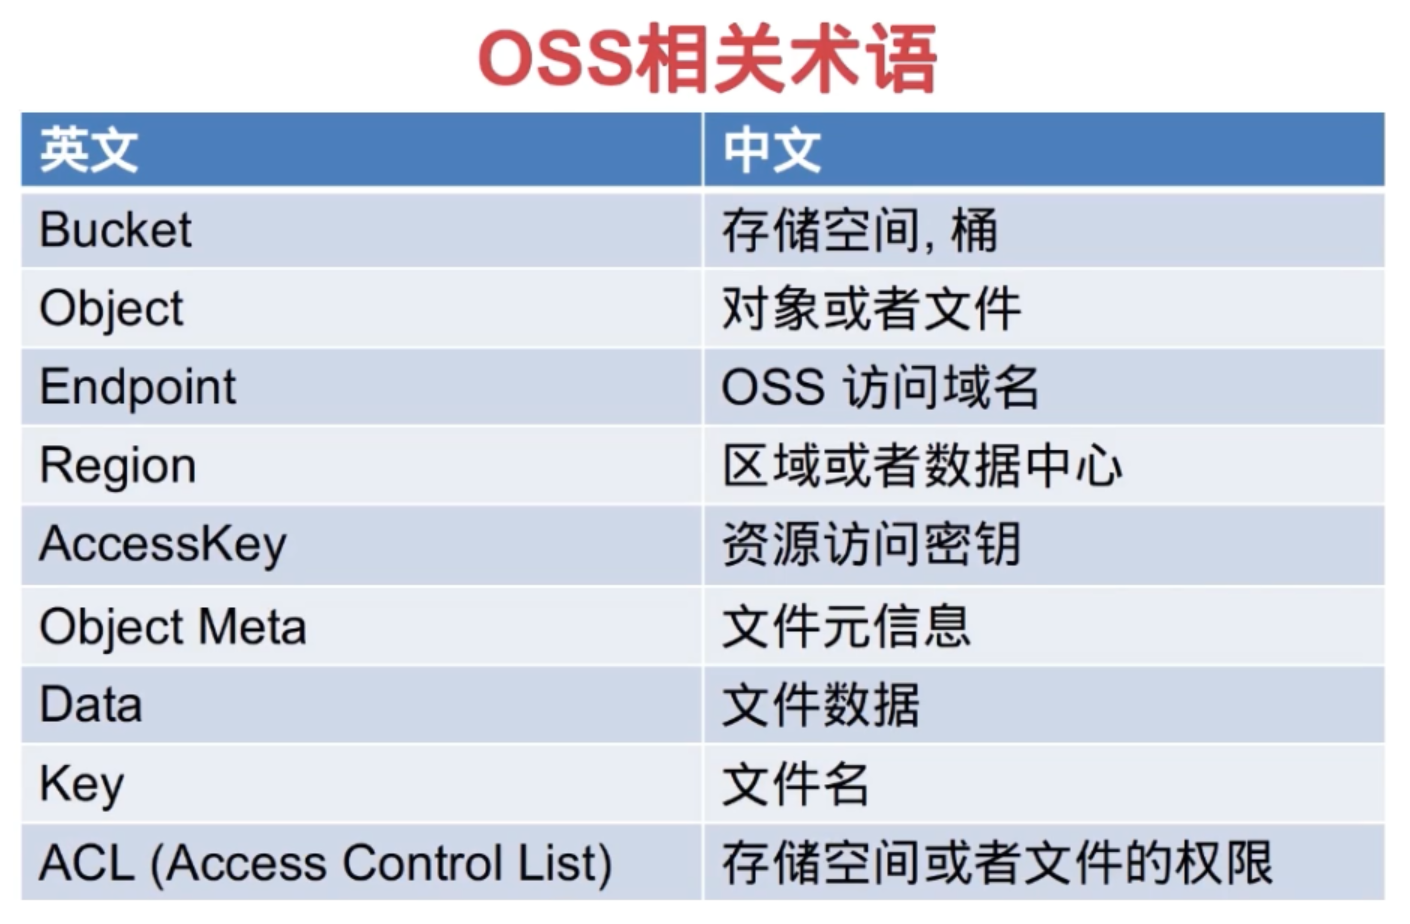 OSS相关术语
英文 中文
Bucket 存储空间, 桶
Object 对象或者文件
Endpoint OSS 访问域名
Region 区域或者数据中心
AccessKey 资源访问密钥
Object Meta 文件元信息
Data 文件数据
Key 文件名
ACL (Access Control List) 存储空间或者文件的权限